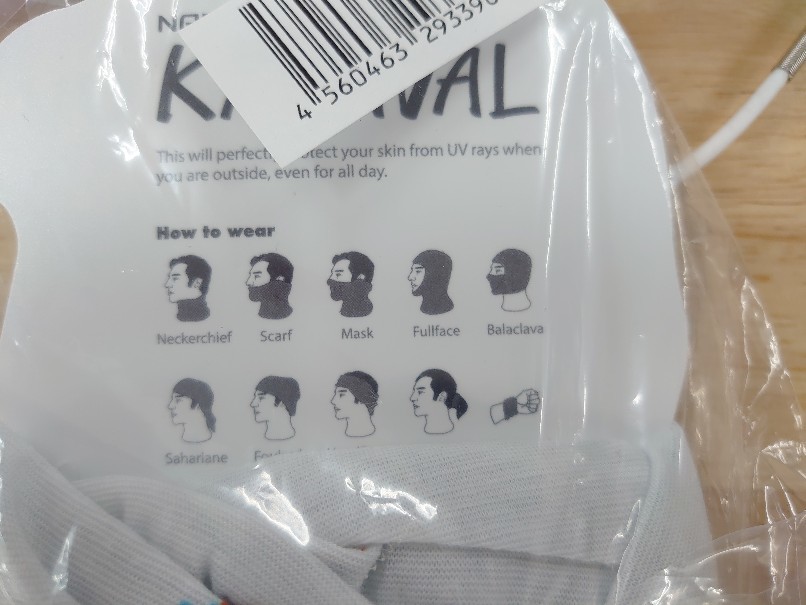 4 560463 29339
This will perfect otect your skin from UV rays when
you are outside, even for all day.
How to wear
Neckerchief Scarf Mask Fullface Balaclava
Sahariane